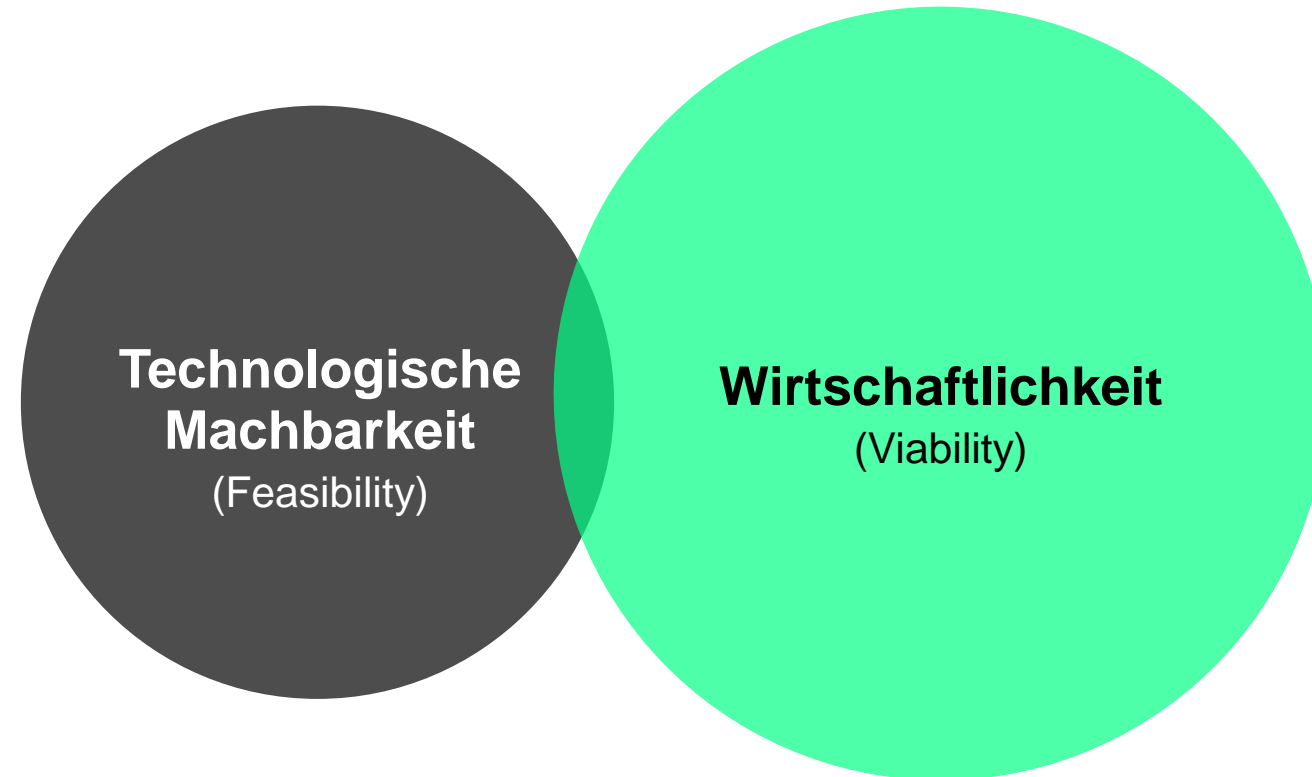 Technologische
Machbarkeit
(Feasibility)
Wirtschaftlichkeit
(Viability)